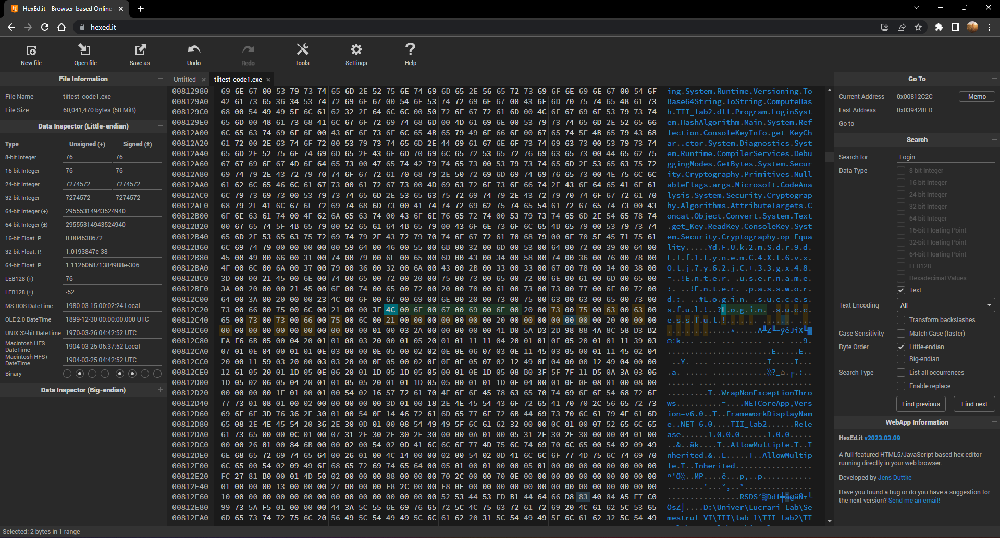 HexEd.it - Browser-based Online
hexed.it
New file
Open file
Save as
Undo
Redo
Tools
Settings
Help
File Information
File Name tiitest_code1.exe
File Size 60,041,470 bytes (58 MiB)
Data Inspector (Little-endian)
Type Unsigned (+) Signed (±)
8-bit Integer 76 76
16-bit Integer 76 76
24-bit Integer 7274572 7274572
32-bit Integer 7274572 7274572
64-bit Integer (+) 29555314943524940
64-bit Integer (±) 29555314943524940
16-bit Float. P. 0.004638672
32-bit Float. P. 1.0193847e-38
64-bit Float. P. 1.112606871384988e-306
LEB128 (+) 76
LEB128 (±) -52
MS-DOS DateTime 1980-03-15 00:02:24 Local
OLE 2.0 DateTime 1899-12-30 00:00:00.000 UTC
UNIX 32-bit DateTime 1970-03-26 04:42:52 UTC
Macintosh HFS DateTime 1904-03-25 06:37:52 Local
Macintosh HFS+ DateTime 1904-03-25 04:42:52 UTC
Binary
Data Inspector (Big-endian)
-Untitled- tiitest_code1.exe
00812980 69 6E 67 00 53 79 73 74 65 6D 2E 52 75 6E 74 69 6D 65 2E 56 65 72 73 69 6F 6E 69 6E 67 00 54 6F ing.System.Runtime.Versioning.To
008129A0 42 61 73 65 36 34 53 74 72 69 6E 67 00 54 6F 53 74 72 69 6E 67 00 43 6F 6D 70 75 74 65 48 61 73 Base64String.ToString.ComputeHas
008129C0 68 00 54 49 49 5F 6C 61 62 32 2E 64 6C 6C 00 50 72 6F 67 72 61 6D 00 4C 6F 67 69 6E 53 79 73 74 h.TII_lab2.dll.Program.LoginSyst
008129E0 65 6D 00 48 61 73 68 41 6C 67 6F 72 69 74 68 6D 00 4D 61 69 6E 00 53 79 73 74 65 6D 2E 52 65 66 em.HashAlgorithm.Main.System.Ref
00812A00 6C 65 63 74 69 6F 6E 00 43 6F 6E 73 6F 6C 65 4B 65 79 49 6E 66 6F 00 67 65 74 5F 4B 65 79 43 68 lection.ConsoleKeyInfo.get_KeyCh
00812A20 61 72 00 2E 63 74 6F 72 00 53 79 73 74 65 6D 2E 44 69 61 67 6E 6F 73 74 69 63 73 00 53 79 73 74 ar..ctor.System.Diagnostics.Syst
00812A40 65 6D 2E 52 75 6E 74 69 6D 65 2E 43 6F 6D 70 69 6C 65 72 53 65 72 76 69 63 65 73 00 44 65 62 75 em.Runtime.CompilerServices.Debu
00812A60 67 67 69 6E 67 4D 6F 64 65 73 00 47 65 74 42 79 74 65 73 00 53 79 73 74 65 6D 2E 53 65 63 75 72 ggingModes.GetBytes.System.Secur
00812A80 69 74 79 2E 43 72 79 70 74 6F 67 72 61 70 68 79 2E 50 72 69 6D 69 74 69 76 65 73 00 4E 75 6C 6C ity.Cryptography.Primitives.Null
00812AA0 61 62 6C 65 46 6C 61 67 73 00 61 72 67 73 00 4D 69 63 72 6F 73 6F 66 74 2E 43 6F 64 65 41 6E 61 ableFlags.args.Microsoft.CodeAna
00812AC0 6C 79 73 69 73 00 53 79 73 74 65 6D 2E 53 65 63 75 72 69 74 79 2E 43 72 79 70 74 6F 67 72 61 70 lysis.System.Security.Cryptograp
00812AE0 68 79 2E 41 6C 67 6F 72 69 74 68 6D 73 00 41 74 74 72 69 62 75 74 65 54 61 72 67 65 74 73 00 43 hy.Algorithms.AttributeTargets.C
00812B00 6F 6E 63 61 74 00 4F 62 6A 65 63 74 00 43 6F 6E 76 65 72 74 00 53 79 73 74 65 6D 2E 54 65 78 74 oncat.Object.Convert.System.Text
00812B20 00 67 65 74 5F 4B 65 79 00 52 65 61 64 4B 65 79 00 43 6F 6E 73 6F 6C 65 4B 65 79 00 53 79 73 74 .get_Key.ReadKey.ConsoleKey.Syst
00812B40 65 6D 2E 53 65 63 75 72 69 74 79 2E 43 72 79 70 74 6F 67 72 61 70 68 79 00 6F 70 5F 45 71 75 61 em.Security.Cryptography.op_Equa
00812B60 6C 69 74 79 00 00 00 00 00 59 64 00 46 00 55 00 6B 00 32 00 6D 00 53 00 64 00 72 00 39 00 64 00 lity.....Yd.F.U.k.2.m.S.d.r.9.d.
00812B80 45 00 49 00 66 00 31 00 74 00 79 00 6E 00 65 00 6D 00 43 00 34 00 58 00 74 00 36 00 76 00 78 00 E.I.f.1.t.y.n.e.m.C.4.X.t.6.v.x.
00812BA0 4F 00 6C 00 6A 00 37 00 79 00 36 00 32 00 6A 00 43 00 2B 00 33 00 33 00 67 00 78 00 34 00 38 00 O.l.j.7.y.6.2.j.C.+.3.3.g.x.4.8.
00812BC0 3D 00 00 21 45 00 6E 00 74 00 65 00 72 00 20 00 75 00 73 00 65 00 72 00 6E 00 61 00 6D 00 65 00 =..!E.n.t.e.r. .u.s.e.r.n.a.m.e.
00812BE0 3A 00 20 00 00 21 45 00 6E 00 74 00 65 00 72 00 20 00 70 00 61 00 73 00 73 00 77 00 6F 00 72 00 :. ..!E.n.t.e.r. .p.a.s.s.w.o.r.
00812C00 64 00 3A 00 20 00 00 23 4C 00 6F 00 67 00 69 00 6E 00 20 00 73 00 75 00 63 00 63 00 65 00 73 00 d.:. ..#L.o.g.i.n. .s.u.c.c.e.s.
00812C20 73 00 66 00 75 00 6C 00 21 00 00 3F 4C 00 6F 00 67 00 69 00 6E 00 20 00 73 00 75 00 63 00 63 00 s.f.u.l.!..?L.o.g.i.n. .s.u.c.c.
00812C40 65 00 73 00 73 00 66 00 75 00 6C 00 21 00 00 00 00 00 00 00 20 00 00 00 00 00 00 00 20 00 00 00 e.s.s.f.u.l.!
00812C60 00 00 00 00 00 00 00 00 00 00 00 01 00 03 2A 00 00 00 00 00 41 D0 5A D3 2D 98 88 4A 8C 58 D3 B2
00812C80 EA F6 6B 05 00 04 20 01 01 08 03 20 00 01 05 20 01 01 11 11 04 20 01 01 0E 05 20 01 01 11 39 03
00812CA0 07 01 0E 04 00 01 01 0E 03 00 00 0E 05 00 02 02 0E 0E 06 07 03 0E 11 45 03 05 00 01 11 45 02 04
00812CC0 20 00 11 59 03 20 00 03 03 20 00 0E 05 00 02 0E 0E 0E 05 07 02 12 49 0E 04 00 00 12 49 04 00 00
00812CE0 12 61 05 20 01 1D 05 0E 06 20 01 1D 05 1D 05 05 00 01 0E 1D 05 08 B0 3F 5F 7F 11 D5 0A 3A 03 06
00812D00 1D 05 02 06 05 04 20 01 01 05 05 20 01 01 1D 05 05 00 01 01 1D 0E 04 00 01 0E 0E 08 01 00 08 00
00812D20 00 00 00 00 1E 01 00 01 00 54 02 16 57 72 61 70 4E 6F 6E 45 78 63 65 70 74 69 6F 6E 54 68 72 6F .........T..WrapNonExceptionThro
00812D40 77 73 01 08 01 00 02 00 00 00 00 00 3D 01 00 18 2E 4E 45 54 43 6F 72 65 41 70 70 2C 56 65 72 73 ws..........=....NETCoreApp,Vers
00812D60 69 6F 6E 3D 76 36 2E 30 01 00 54 0E 14 46 72 61 6D 65 77 6F 72 6B 44 69 73 70 6C 61 79 4E 61 6D ion=v6.0..T..FrameworkDisplayNam
00812D80 65 08 2E 4E 45 54 20 36 2E 30 0D 01 00 08 54 49 49 5F 6C 61 62 32 00 00 0C 01 00 07 52 65 6C 65 e..NET 6.0....TII_lab2......Rele
00812DA0 61 73 65 00 00 0C 01 00 07 31 2E 30 2E 30 2E 30 00 00 0A 01 00 05 31 2E 30 2E 30 00 00 04 01 00 ase......1.0.0.0......1.0.0.....
00812DC0 00 00 26 01 00 84 6B 00 00 02 00 54 02 0D 41 6C 6C 6F 77 4D 75 6C 74 69 70 6C 65 00 54 02 09 49 ..&..äk....T..AllowMultiple.T..I
00812DE0 6E 68 65 72 69 74 65 64 00 26 01 00 4C 14 00 00 02 00 54 02 0D 41 6C 6C 6F 77 4D 75 6C 74 69 70 nherited.&..L.....T..AllowMultip
00812E00 6C 65 00 54 02 09 49 6E 68 65 72 69 74 65 64 00 05 01 00 01 00 00 05 01 00 00 00 00 00 00 00 00 le.T..Inherited.................
00812E20 FC 27 81 B0 00 01 4D 50 02 00 00 00 88 00 00 00 70 2C 00 00 70 0E 00 00 00 00 00 00 00 00 00 00
00812E40 01 00 00 00 13 00 00 00 27 00 00 00 F8 2C 00 00 F8 0E 00 00 00 00 00 00 00 00 00 00 00 00 00 00
00812E60 10 00 00 00 00 00 00 00 00 00 00 00 00 00 00 00 52 53 44 53 FD B1 44 64 66 D8 83 40 84 A5 E7 C0
00812E80 99 73 5A F5 01 00 00 00 44 3A 5C 55 6E 69 76 65 72 5C 4C 75 63 72 61 72 69 20 4C 61 62 5C 53 65 ÖsZ⌡....D:\Univer\Lucrari Lab\Se
00812EA0 6D 65 73 74 72 75 6C 20 56 49 5C 54 49 49 5C 6C 61 62 20 31 5C 54 49 49 5F 6C 61 62 32 5C 54 49 mestrul VI\TII\lab 1\TII_lab2\TI
Go To
Current Address 0x00812C2C Memo
Last Address 0x039428FD
Go to
Search
Search for Login
Data Type 8-bit Integer
16-bit Integer
24-bit Integer
32-bit Integer
64-bit Integer
16-bit Floating Point
32-bit Floating Point
64-bit Floating Point
LEB128
Hexadecimal Values
Text
Text Encoding All
Transform backslashes
Case Sensitivity Match Case (faster)
Byte Order Little-endian
Big-endian
Search Type List all occurrences
Enable replace
Find previous Find next
WebApp Information
HexEd.it v2023.03.09
A full-featured HTML5/JavaScript-based hex editor
running directly in your web browser.
Developed by Jens Duttke
Have you found a bug or do you have a suggestion for
the next version? Send me an email!
Selected: 2 bytes in 1 range